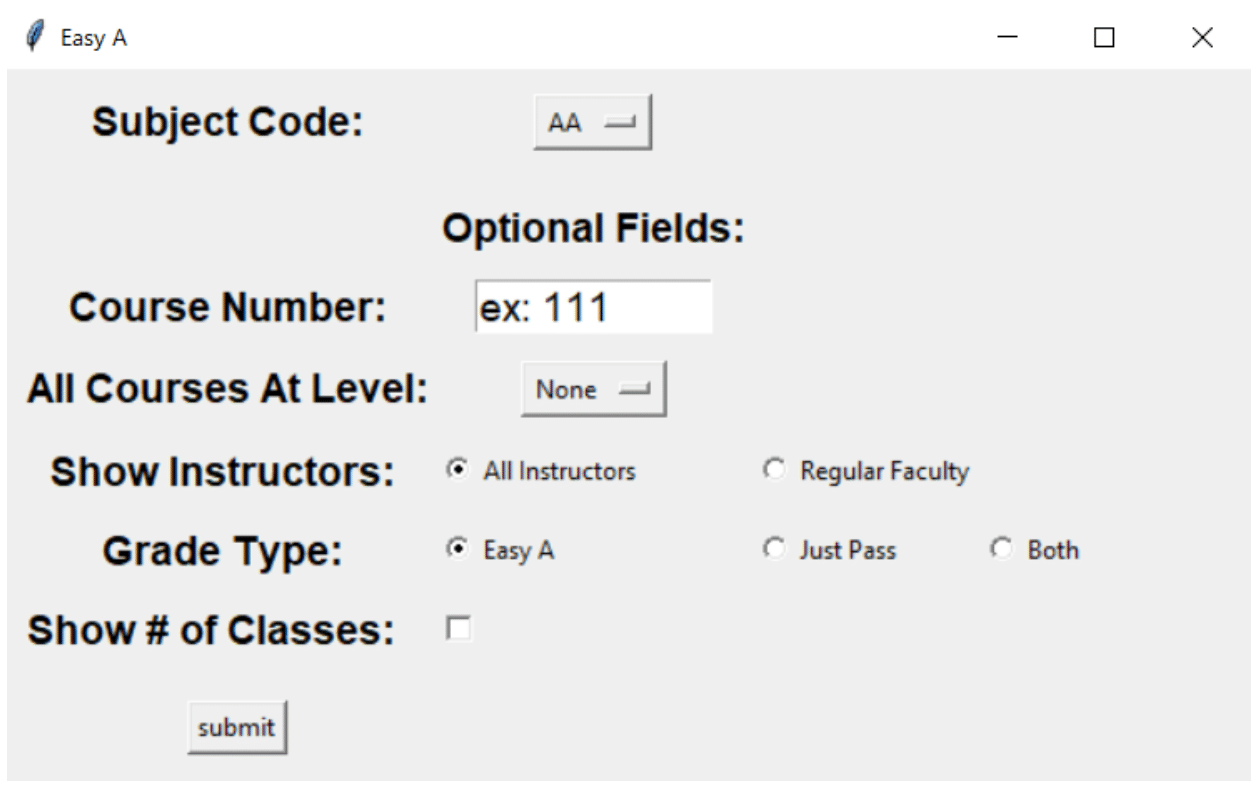 Easy A
Subject Code: AA
Optional Fields:
Course Number: ex: 111
All Courses At Level: None
Show Instructors: All Instructors Regular Faculty
Grade Type: Easy A Just Pass Both
Show # of Classes:
submit